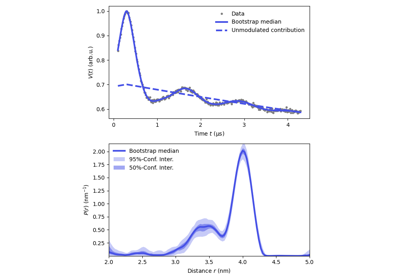 1.0
0.9
0.8
0.7
0.6
V(t) (arb.u.)
Data
Bootstrap median
Unmodulated contribution
0
1
2
3
4
Time t (μs)
2.00
1.75
1.50
1.25
1.00
0.75
0.50
0.25
P(r) (nm⁻¹)
Bootstrap median
95%-Conf. Inter.
50%-Conf. Inter.
2.0
2.5
3.0
3.5
4.0
4.5
5.0
Distance r (nm)